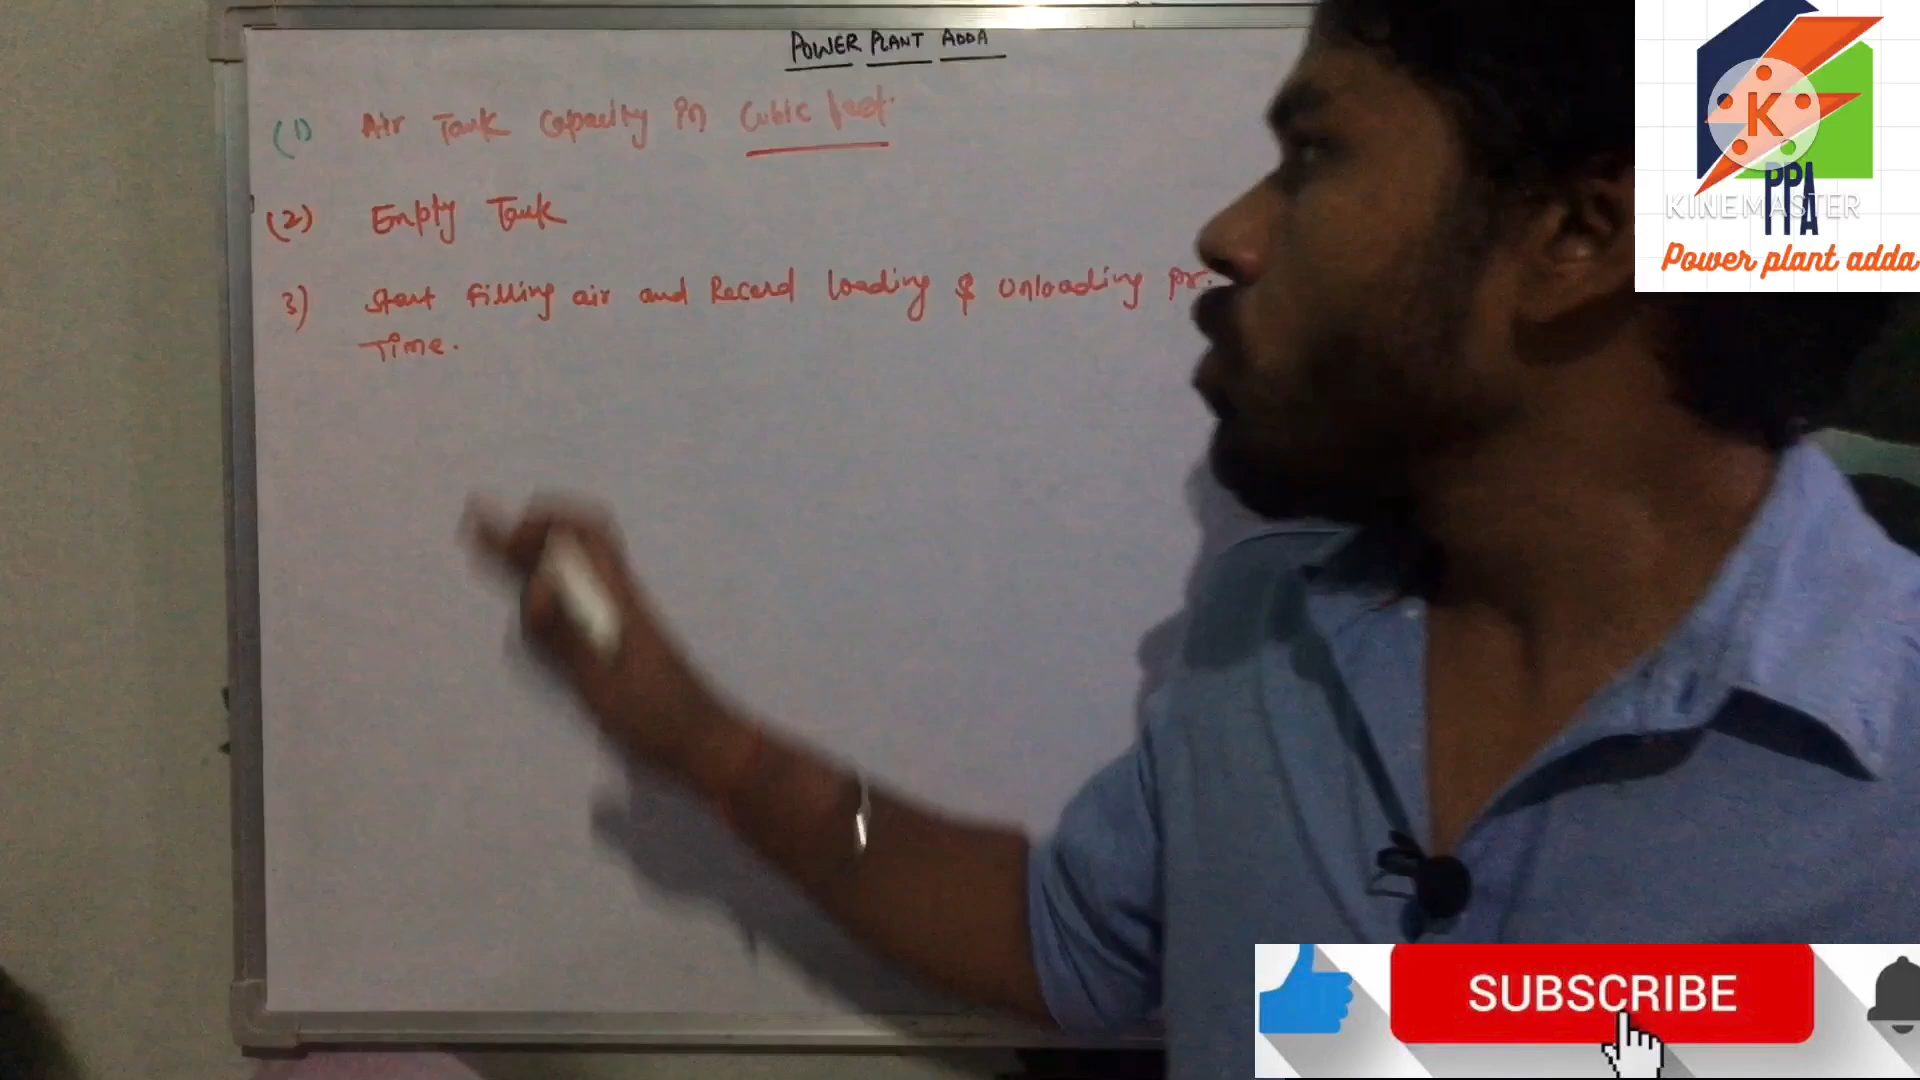 POWER PLANT ADDA
(1) Air Tank Capacity in Cubic feet.
(2) Empty Tank
3) Start Filling air and Record loading & Unloading Pr.
Time.
K
KINEMASTER
PPA
Power plant adda
SUBSCRIBE